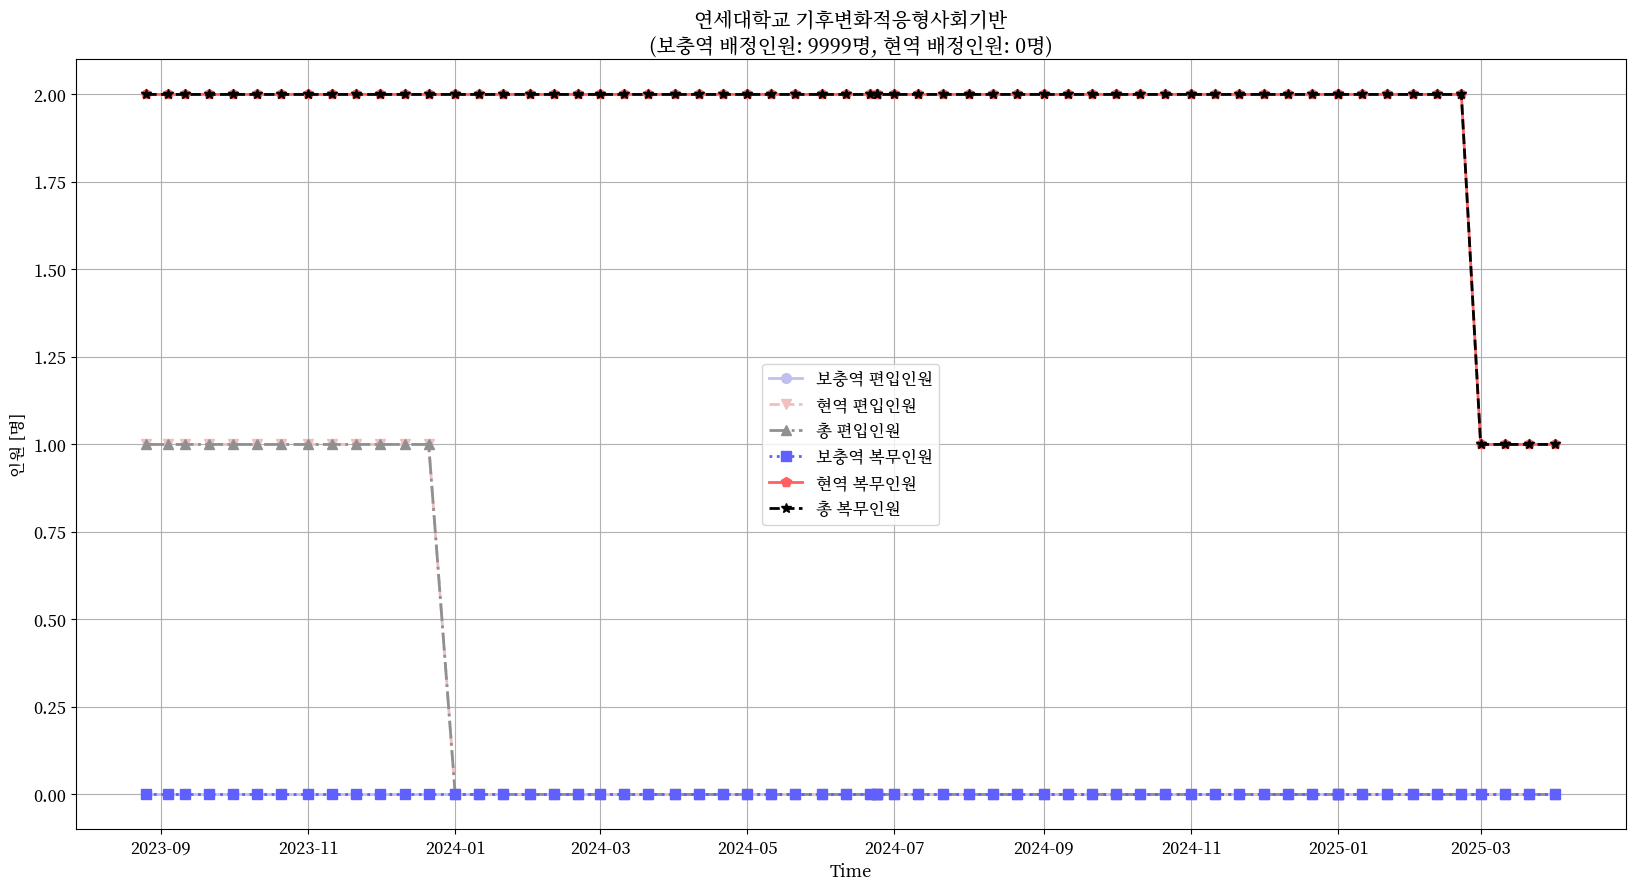 연세대학교 기후변화적응형사회기반
(보충역 배정인원: 9999명, 현역 배정인원: 0명)
2.00
1.75
1.50
1.25
1.00
0.75
0.50
0.25
0.00
인원 [명]
보충역 편입인원
현역 편입인원
총 편입인원
보충역 복무인원
현역 복무인원
총 복무인원
2023-09 2023-11 2024-01 2024-03 2024-05 2024-07 2024-09 2024-11 2025-01 2025-03
Time